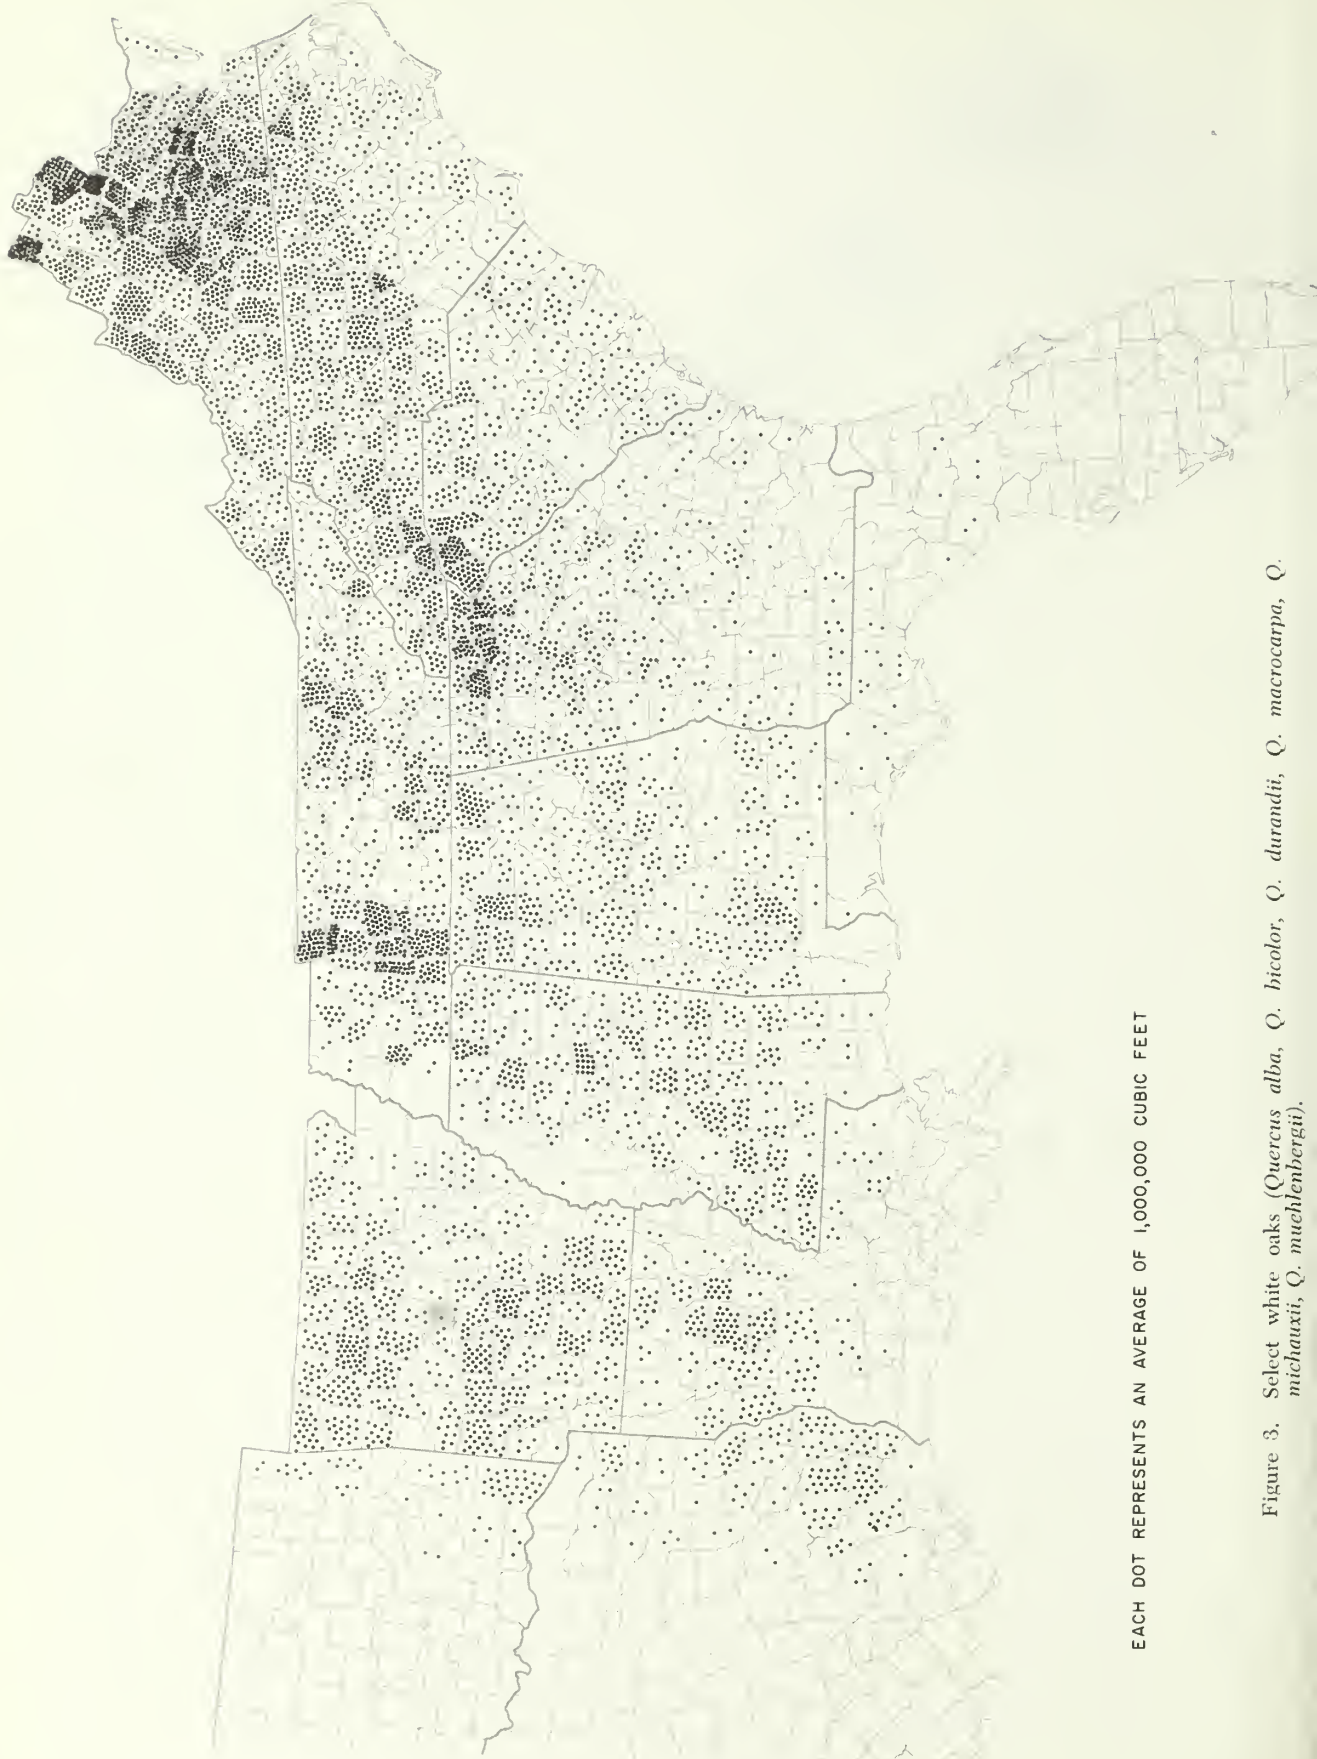 EACH DOT REPRESENTS AN AVERAGE OF 1,000,000 CUBIC FEET
Figure 3. Select white oaks (Quercus alba, Q. bicolor, Q. durandii, Q. macrocarpa, Q.
michauxii, Q. muehlenbergii).